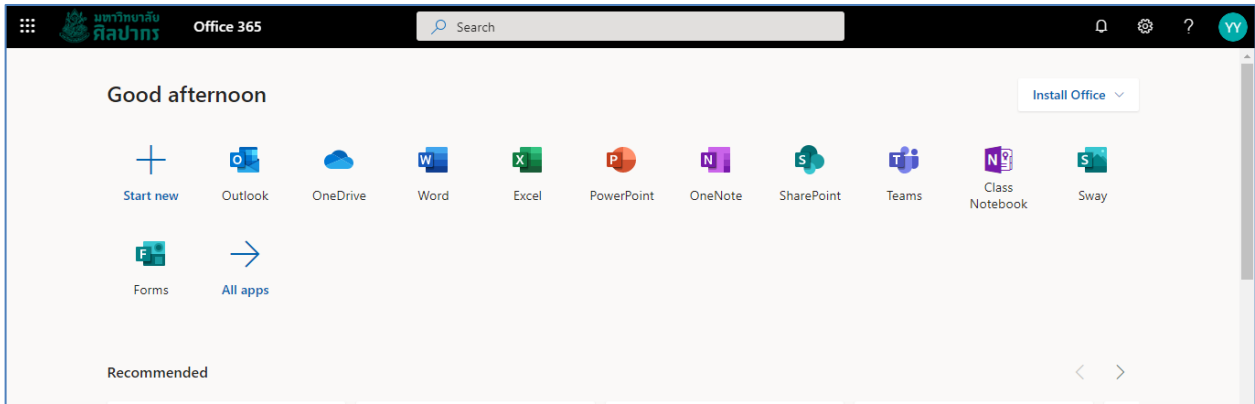 มหาวิทยาลัย
ศิลปากร
Office 365
Search
?
YY
Good afternoon
Install Office
Start new
Outlook
OneDrive
Word
Excel
PowerPoint
OneNote
SharePoint
Teams
Class
Notebook
Sway
Forms
All apps
Recommended